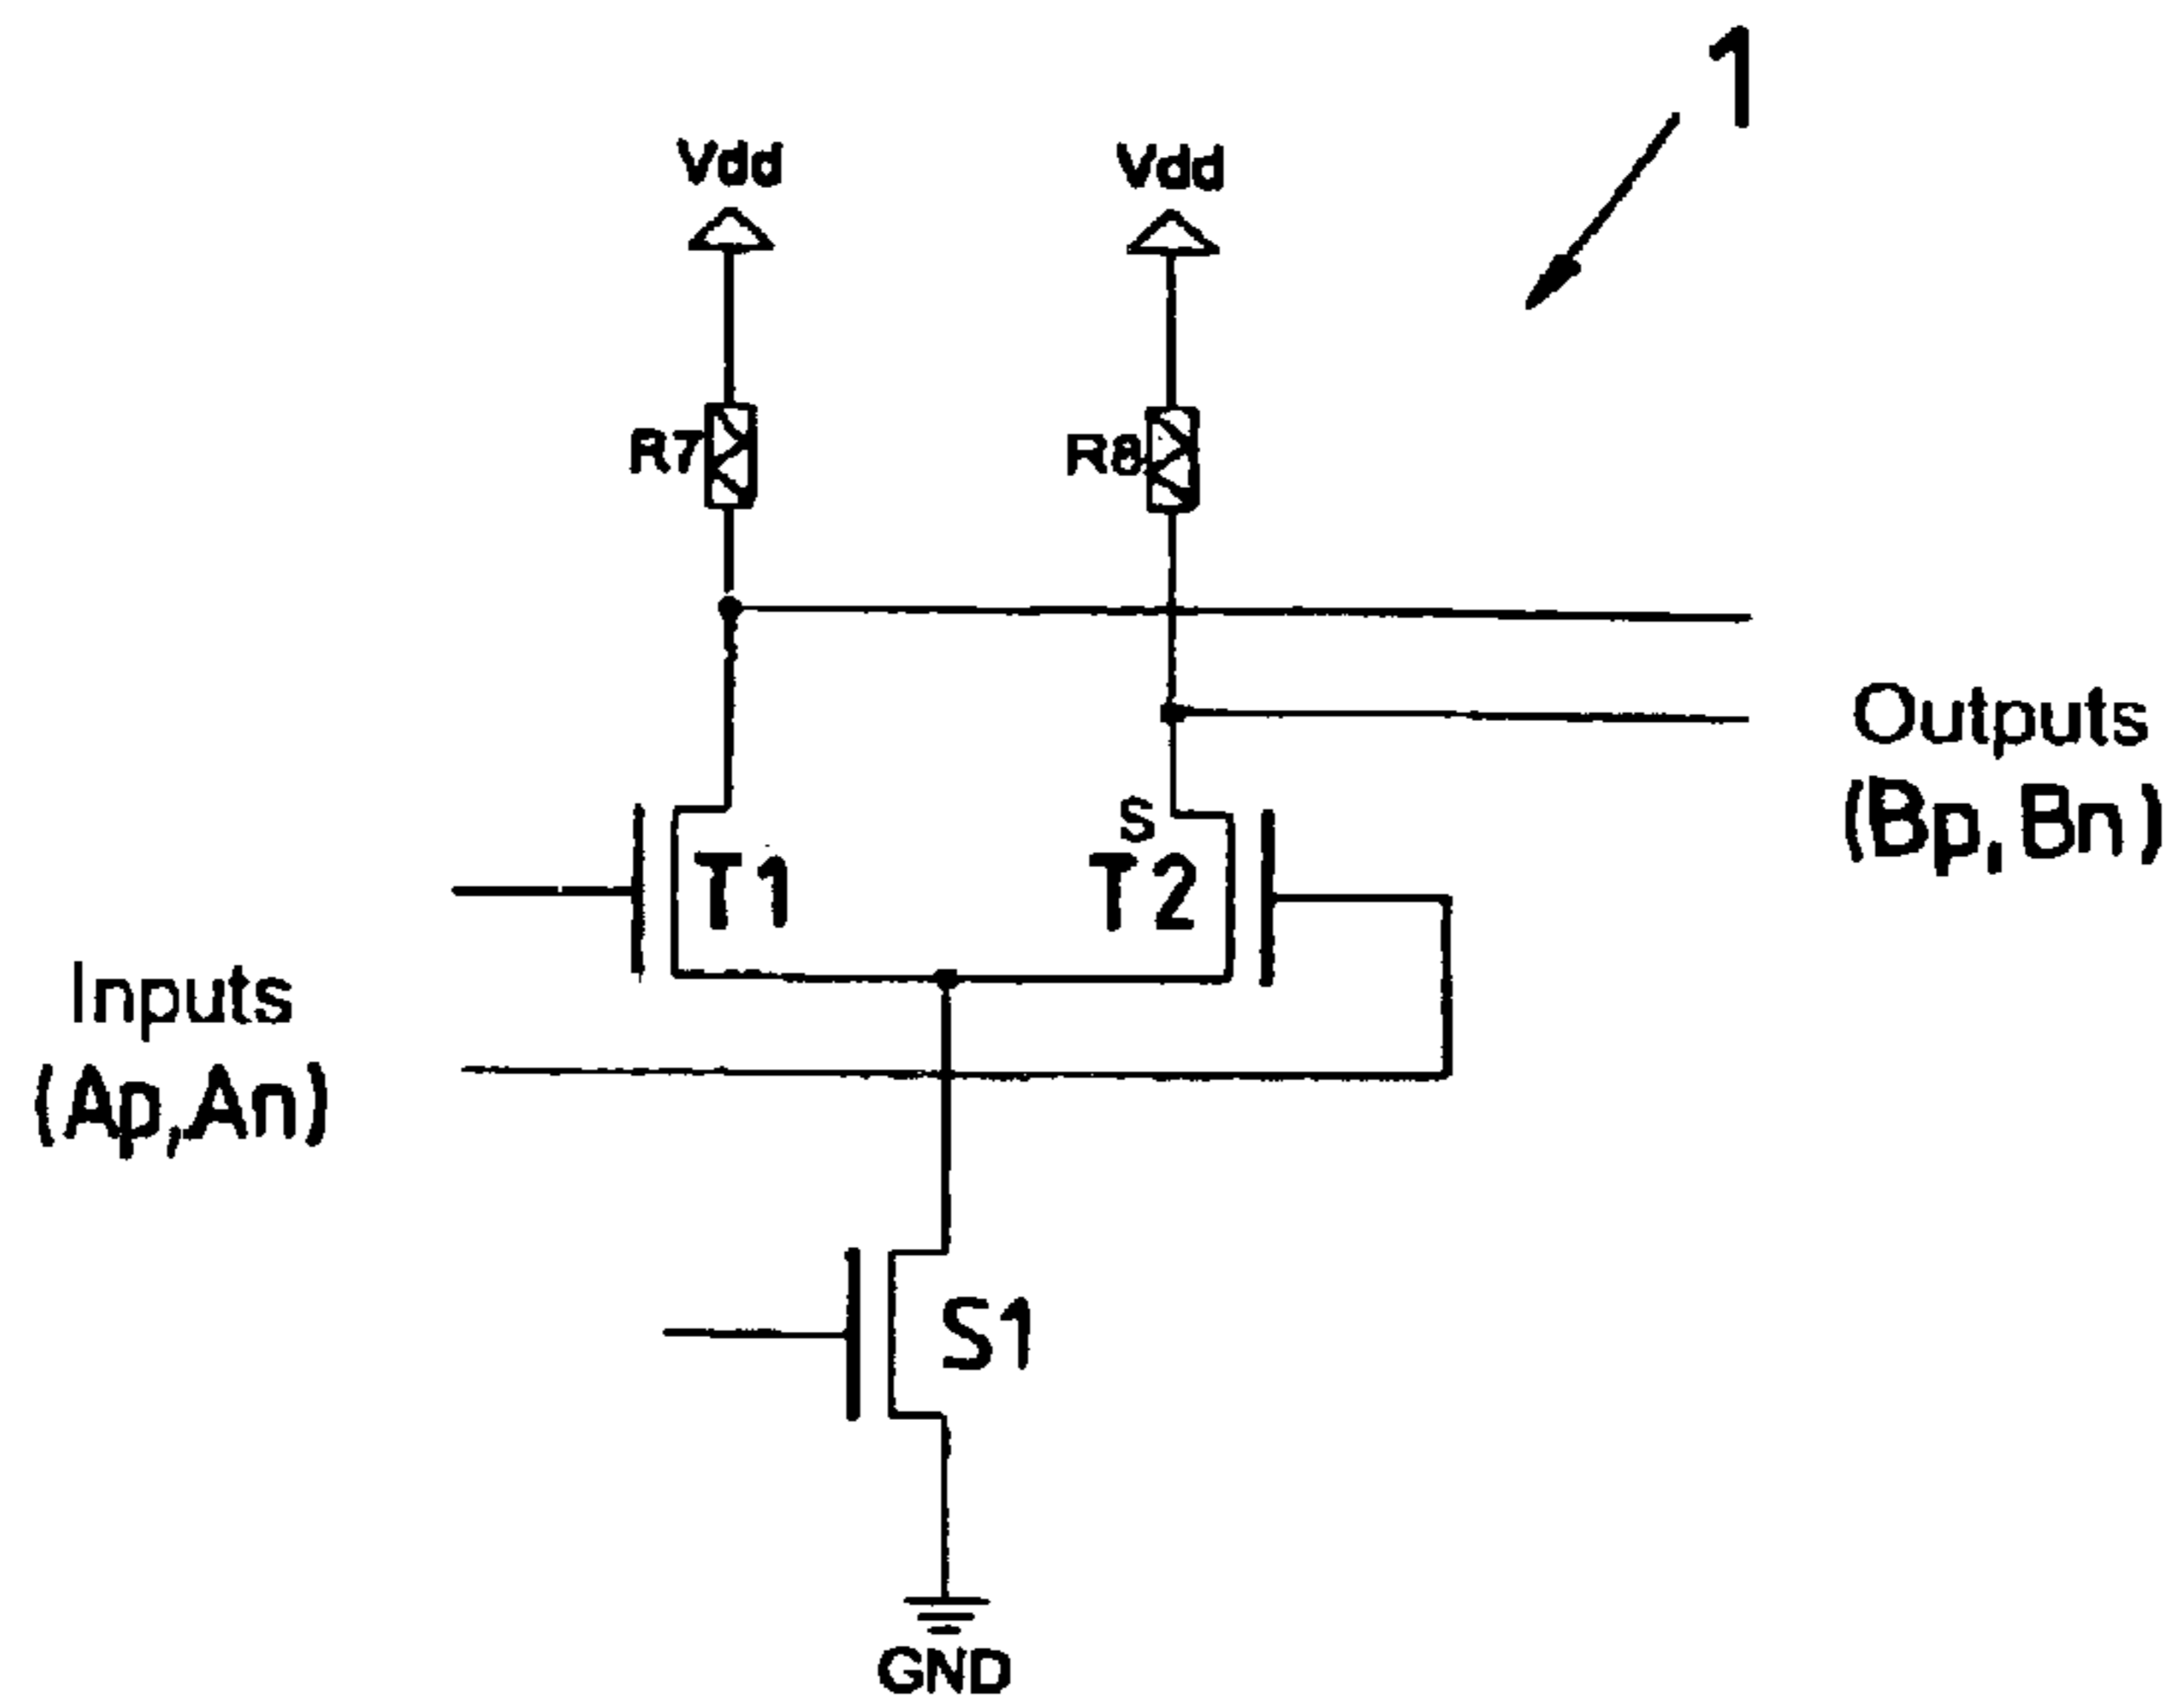 1
Vdd
Vdd
R7
R8
Outputs
(Bp, Bn)
S
T1
T2
Inputs
(Ap, An)
S1
GND